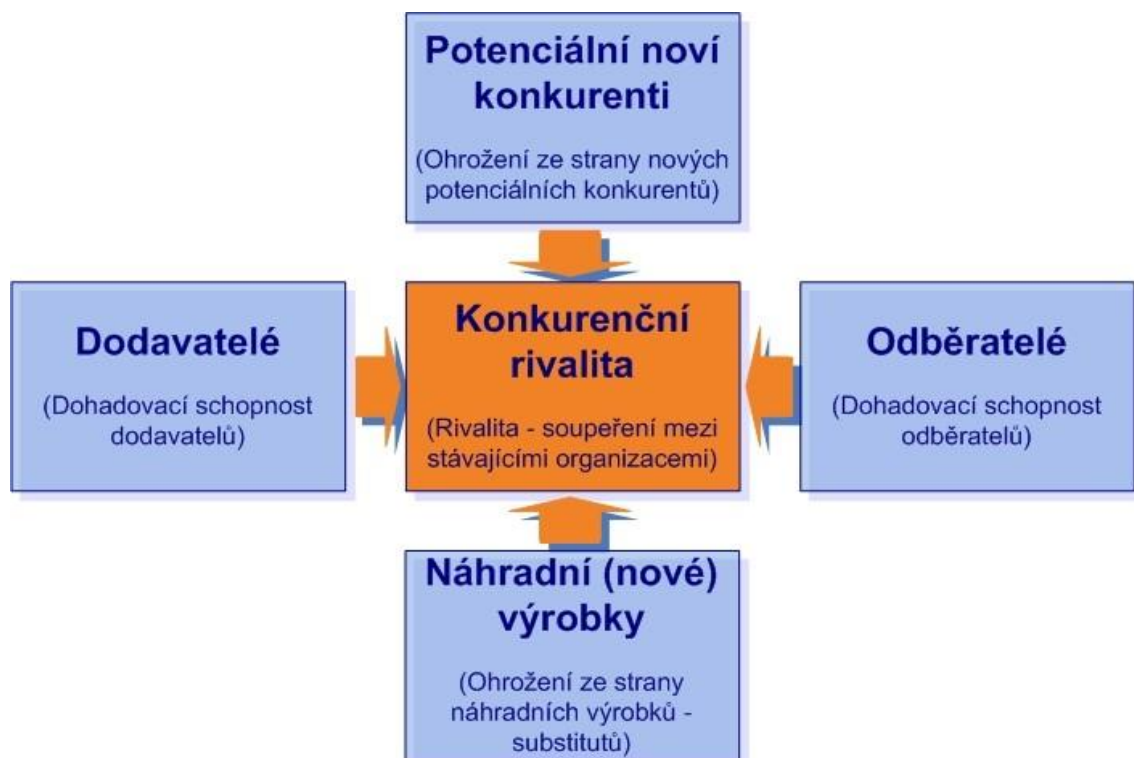 Potenciální noví
konkurenti
(Ohrožení ze strany nových
potenciálních konkurentů)
Dodavatelé
(Dohadovací schopnost
dodavatelů)
Konkurenční
rivalita
(Rivalita - soupeření mezi
stávajícími organizacemi)
Odběratelé
(Dohadovací schopnost
odběratelů)
Náhradní (nové)
výrobky
(Ohrožení ze strany
náhradních výrobků -
substitutů)